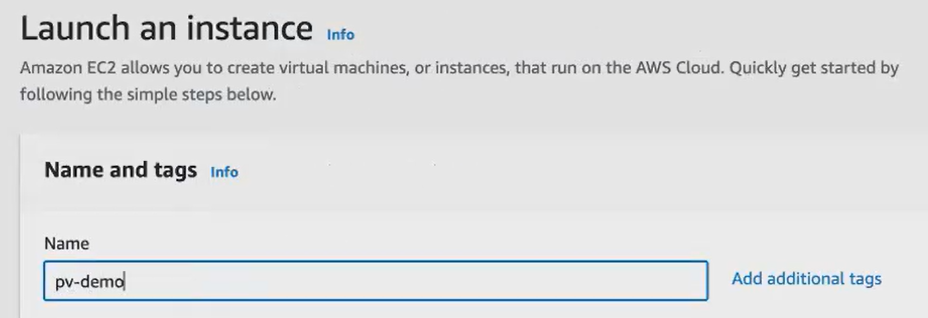 Launch an instance Info
Amazon EC2 allows you to create virtual machines, or instances, that run on the AWS Cloud. Quickly get started by
following the simple steps below.
Name and tags Info
Name
pv-demo Add additional tags